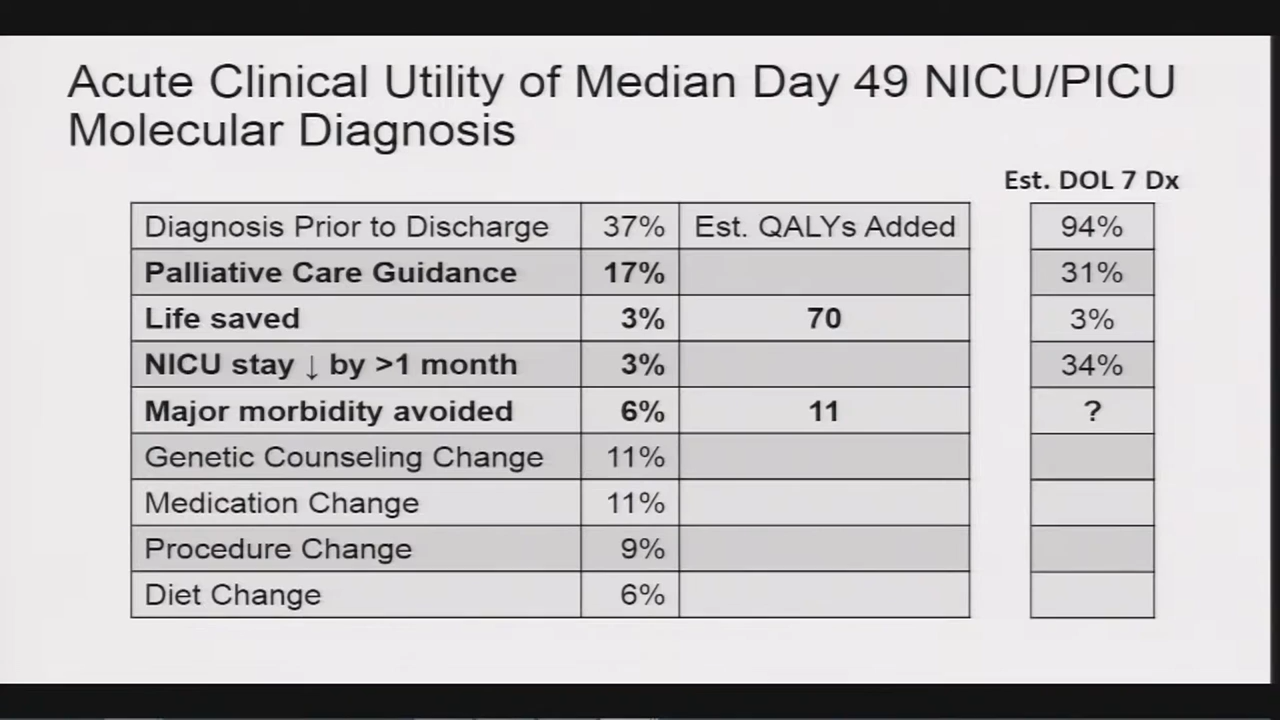 Acute Clinical Utility of Median Day 49 NICU/PICU
Molecular Diagnosis
Est. DOL 7 Dx
Diagnosis Prior to Discharge 37% Est. QALYs Added 94%
Palliative Care Guidance 17% 31%
Life saved 3% 70 3%
NICU stay ↓ by >1 month 3% 34%
Major morbidity avoided 6% 11 ?
Genetic Counseling Change 11%
Medication Change 11%
Procedure Change 9%
Diet Change 6%